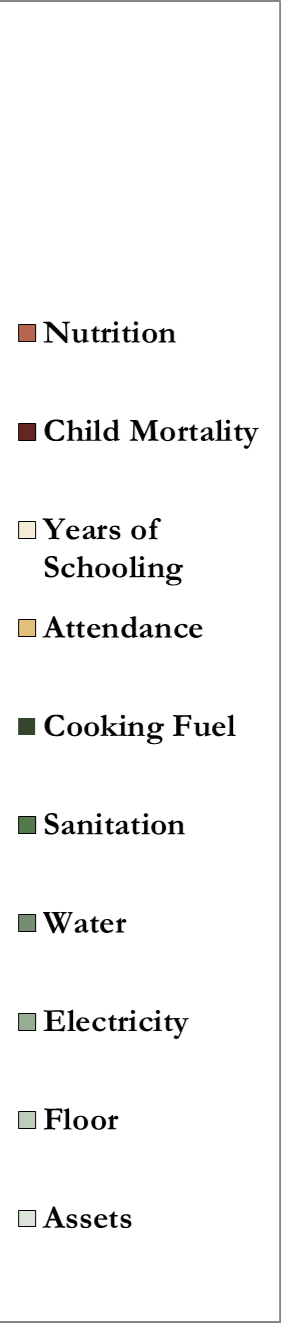 Nutrition
Child Mortality
Years of
Schooling
Attendance
Cooking Fuel
Sanitation
Water
Electricity
Floor
Assets